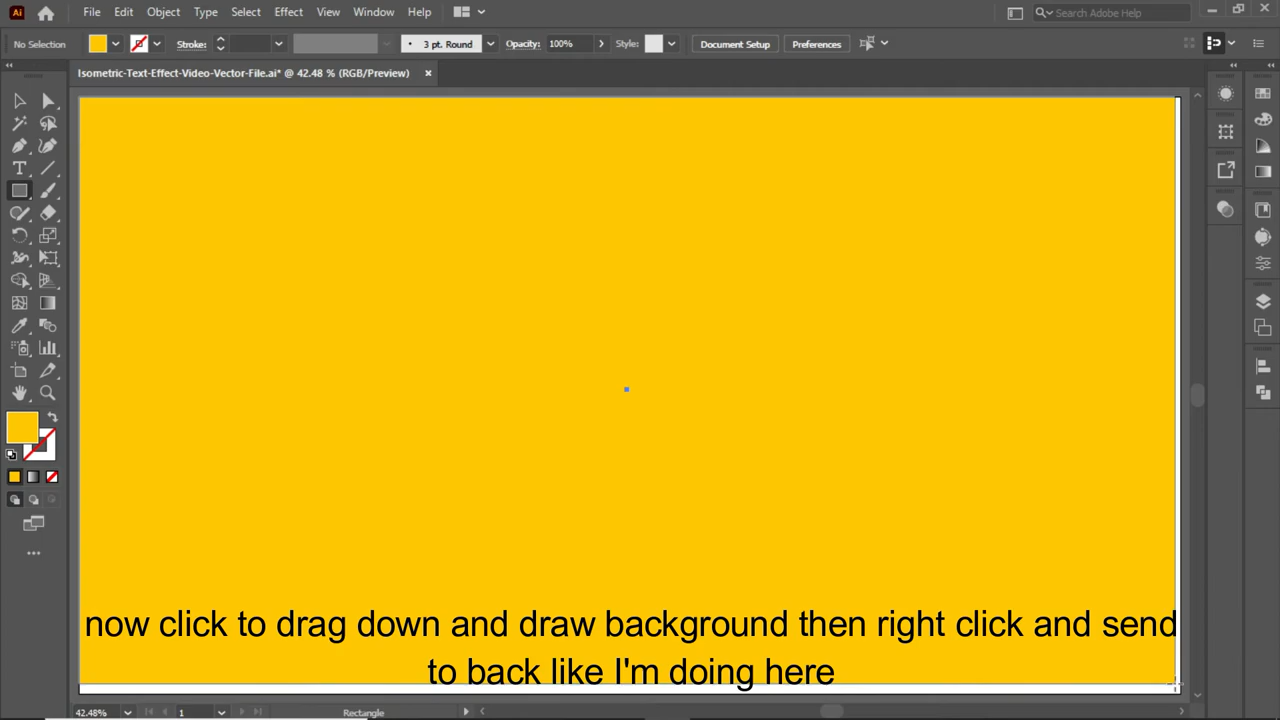 Ai File Edit Object Type Select Effect View Window Help Search Adobe Help
No Selection Stroke: 3 pt. Round Opacity: 100% Style: Document Setup Preferences
Isometric-Text-Effect-Video-Vector-File.ai* @ 42.48 % (RGB/Preview)
now click to drag down and draw background then right click and send
to back like I'm doing here
42.48% 1 Rectangle